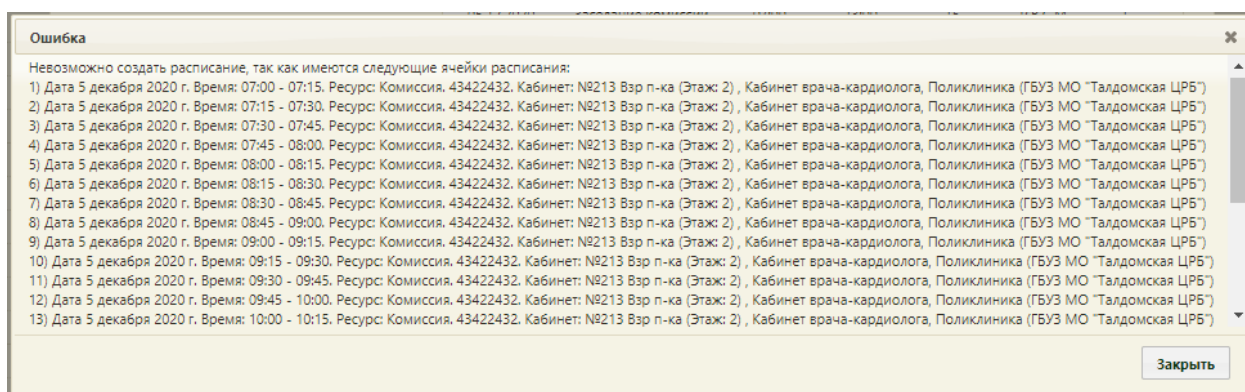 Ошибка
Невозможно создать расписание, так как имеются следующие ячейки расписания:
1) Дата 5 декабря 2020 г. Время: 07:00 - 07:15. Ресурс: Комиссия. 43422432. Кабинет: №213 Взр п-ка (Этаж: 2) , Кабинет врача-кардиолога, Поликлиника (ГБУЗ МО "Талдомская ЦРБ")
2) Дата 5 декабря 2020 г. Время: 07:15 - 07:30. Ресурс: Комиссия. 43422432. Кабинет: №213 Взр п-ка (Этаж: 2) , Кабинет врача-кардиолога, Поликлиника (ГБУЗ МО "Талдомская ЦРБ")
3) Дата 5 декабря 2020 г. Время: 07:30 - 07:45. Ресурс: Комиссия. 43422432. Кабинет: №213 Взр п-ка (Этаж: 2) , Кабинет врача-кардиолога, Поликлиника (ГБУЗ МО "Талдомская ЦРБ")
4) Дата 5 декабря 2020 г. Время: 07:45 - 08:00. Ресурс: Комиссия. 43422432. Кабинет: №213 Взр п-ка (Этаж: 2) , Кабинет врача-кардиолога, Поликлиника (ГБУЗ МО "Талдомская ЦРБ")
5) Дата 5 декабря 2020 г. Время: 08:00 - 08:15. Ресурс: Комиссия. 43422432. Кабинет: №213 Взр п-ка (Этаж: 2) , Кабинет врача-кардиолога, Поликлиника (ГБУЗ МО "Талдомская ЦРБ")
6) Дата 5 декабря 2020 г. Время: 08:15 - 08:30. Ресурс: Комиссия. 43422432. Кабинет: №213 Взр п-ка (Этаж: 2) , Кабинет врача-кардиолога, Поликлиника (ГБУЗ МО "Талдомская ЦРБ")
7) Дата 5 декабря 2020 г. Время: 08:30 - 08:45. Ресурс: Комиссия. 43422432. Кабинет: №213 Взр п-ка (Этаж: 2) , Кабинет врача-кардиолога, Поликлиника (ГБУЗ МО "Талдомская ЦРБ")
8) Дата 5 декабря 2020 г. Время: 08:45 - 09:00. Ресурс: Комиссия. 43422432. Кабинет: №213 Взр п-ка (Этаж: 2) , Кабинет врача-кардиолога, Поликлиника (ГБУЗ МО "Талдомская ЦРБ")
9) Дата 5 декабря 2020 г. Время: 09:00 - 09:15. Ресурс: Комиссия. 43422432. Кабинет: №213 Взр п-ка (Этаж: 2) , Кабинет врача-кардиолога, Поликлиника (ГБУЗ МО "Талдомская ЦРБ")
10) Дата 5 декабря 2020 г. Время: 09:15 - 09:30. Ресурс: Комиссия. 43422432. Кабинет: №213 Взр п-ка (Этаж: 2) , Кабинет врача-кардиолога, Поликлиника (ГБУЗ МО "Талдомская ЦРБ")
11) Дата 5 декабря 2020 г. Время: 09:30 - 09:45. Ресурс: Комиссия. 43422432. Кабинет: №213 Взр п-ка (Этаж: 2) , Кабинет врача-кардиолога, Поликлиника (ГБУЗ МО "Талдомская ЦРБ")
12) Дата 5 декабря 2020 г. Время: 09:45 - 10:00. Ресурс: Комиссия. 43422432. Кабинет: №213 Взр п-ка (Этаж: 2) , Кабинет врача-кардиолога, Поликлиника (ГБУЗ МО "Талдомская ЦРБ")
13) Дата 5 декабря 2020 г. Время: 10:00 - 10:15. Ресурс: Комиссия. 43422432. Кабинет: №213 Взр п-ка (Этаж: 2) , Кабинет врача-кардиолога, Поликлиника (ГБУЗ МО "Талдомская ЦРБ")
Закрыть